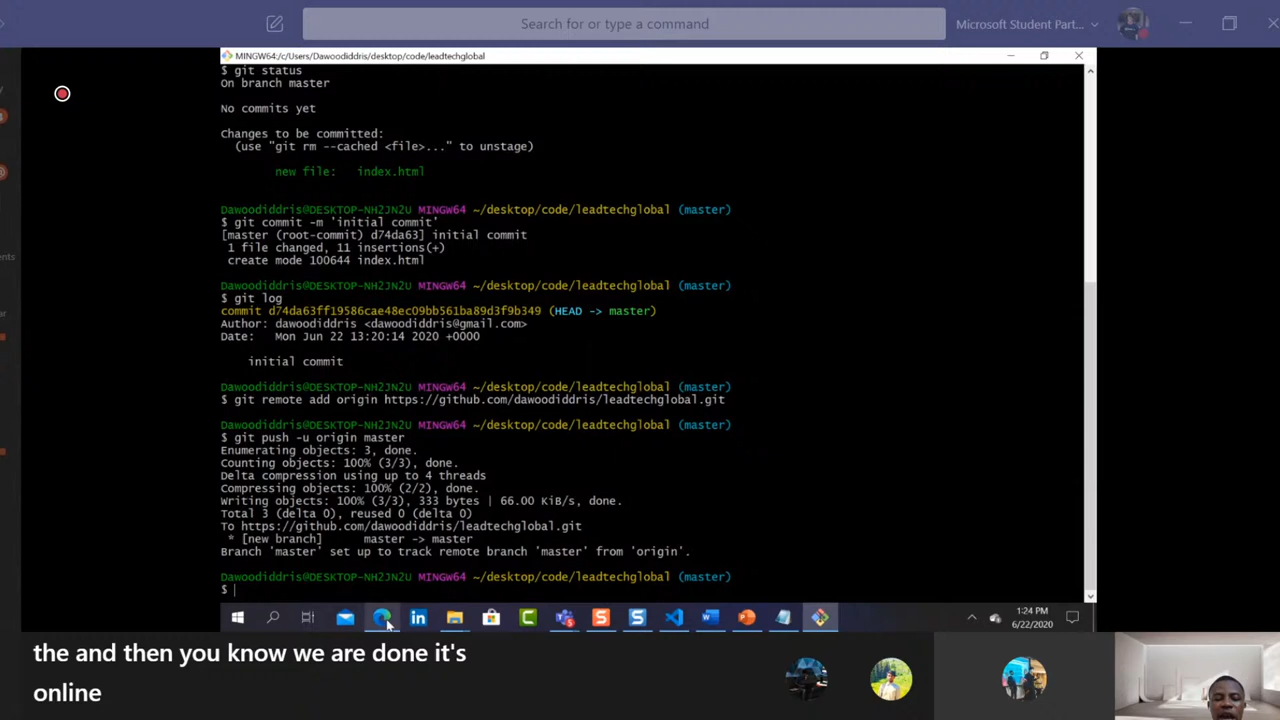 Search for or type a command
Microsoft Student Part...
MINGW64:/c/Users/Dawoodiddris/desktop/code/leadtechglobal
$ git status
On branch master
No commits yet
Changes to be committed:
(use "git rm --cached <file>..." to unstage)
new file:   index.html
Dawoodiddris@DESKTOP-NH2JN2U MINGW64 ~/desktop/code/leadtechglobal (master)
$ git commit -m 'initial commit'
[master (root-commit) d74da63] initial commit
1 file changed, 11 insertions(+)
create mode 100644 index.html
Dawoodiddris@DESKTOP-NH2JN2U MINGW64 ~/desktop/code/leadtechglobal (master)
$ git log
commit d74da63ff19586cae48ec09bb561ba89d3f9b349 (HEAD -> master)
Author: dawoodiddris <dawoodiddris@gmail.com>
Date:   Mon Jun 22 13:20:14 2020 +0000
initial commit
Dawoodiddris@DESKTOP-NH2JN2U MINGW64 ~/desktop/code/leadtechglobal (master)
$ git remote add origin https://github.com/dawoodiddris/leadtechglobal.git
Dawoodiddris@DESKTOP-NH2JN2U MINGW64 ~/desktop/code/leadtechglobal (master)
$ git push -u origin master
Enumerating objects: 3, done.
Counting objects: 100% (3/3), done.
Delta compression using up to 4 threads
Compressing objects: 100% (2/2), done.
Writing objects: 100% (3/3), 333 bytes | 66.00 KiB/s, done.
Total 3 (delta 0), reused 0 (delta 0)
To https://github.com/dawoodiddris/leadtechglobal.git
* [new branch]      master -> master
Branch 'master' set up to track remote branch 'master' from 'origin'.
Dawoodiddris@DESKTOP-NH2JN2U MINGW64 ~/desktop/code/leadtechglobal (master)
$
1:24 PM
6/22/2020
the and then you know we are done it's
online